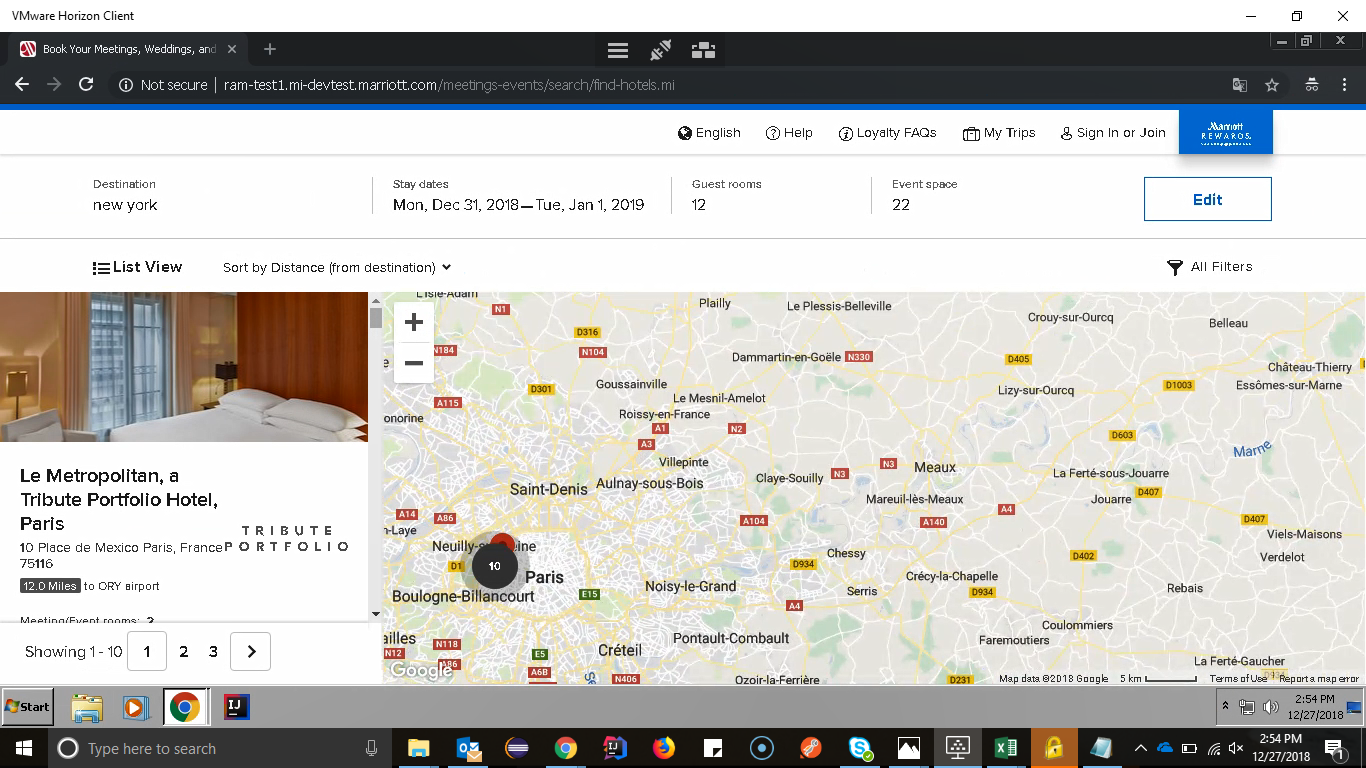 VMware Horizon Client
Book Your Meetings, Weddings, and
Not secure | ram-test1.mi-devtest.marriott.com/meetings-events/search/find-hotels.mi
English
Help
Loyalty FAQs
My Trips
Sign In or Join
Marriott
REWARDS.
Destination
new york
Stay dates
Mon, Dec 31, 2018—Tue, Jan 1, 2019
Guest rooms
12
Event space
22
Edit
List View
Sort by Distance (from destination)
All Filters
Le Metropolitan, a
Tribute Portfolio Hotel,
Paris
TRIBUTE
PORTFOLIO
10 Place de Mexico Paris, France
75116
12.0 Miles to ORY airport
Meeting/Event rooms: 2
Showing 1 - 10
1
2
3
L'Isle-Adam
N1
Plailly
Le Plessis-Belleville
Crouy-sur-Ourcq
Belleau
D316
N184
N104
Dammartin-en-Goële
N330
D405
Château-Thierry
D301
Goussainville
Lizy-sur-Ourcq
D1003
Essômes-sur-Marne
A115
Le Mesnil-Amelot
Roissy-en-France
onorine
A1
N2
D603
A3
Marne
Villepinte
N3
N3
Meaux
La Ferté-sous-Jouarre
Saint-Denis
Aulnay-sous-Bois
Claye-Souilly
Mareuil-lès-Meaux
Jouarre
D407
A4
A14
A86
A104
A140
D407
n-Laye
Viels-Maisons
Neuilly-sur-Seine
Chessy
D402
Verdelot
D1
10
Paris
D934
Crécy-la-Chapelle
Noisy-le-Grand
Serris
D934
Rebais
Boulogne-Billancourt
E15
A4
Coulommiers
ailles
N118
Pontault-Combault
Faremoutiers
N12
E5
Créteil
A86
A6B
N406
Ozoir-la-Ferrière
D231
La Ferté-Gaucher
Google
Map data ©2018 Google
5 km
Terms of Use
Report a map error
Start
IJ
2:54 PM
12/27/2018
Type here to search
IJ
2:54 PM
12/27/2018
1